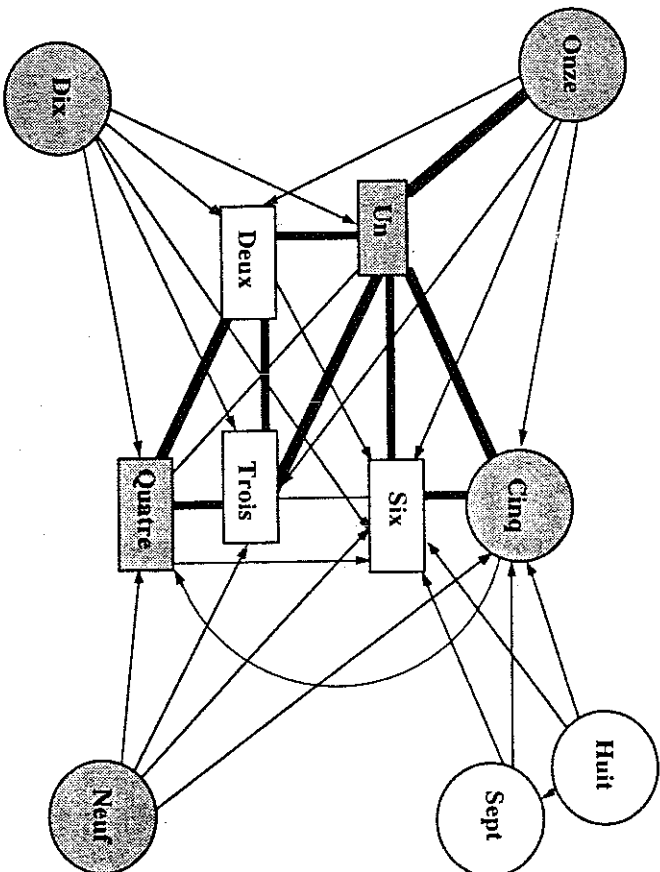 Onze
Huit
Cinq
Sept
Un
Six
Deux
Trois
Quatre
Dix
Neuf